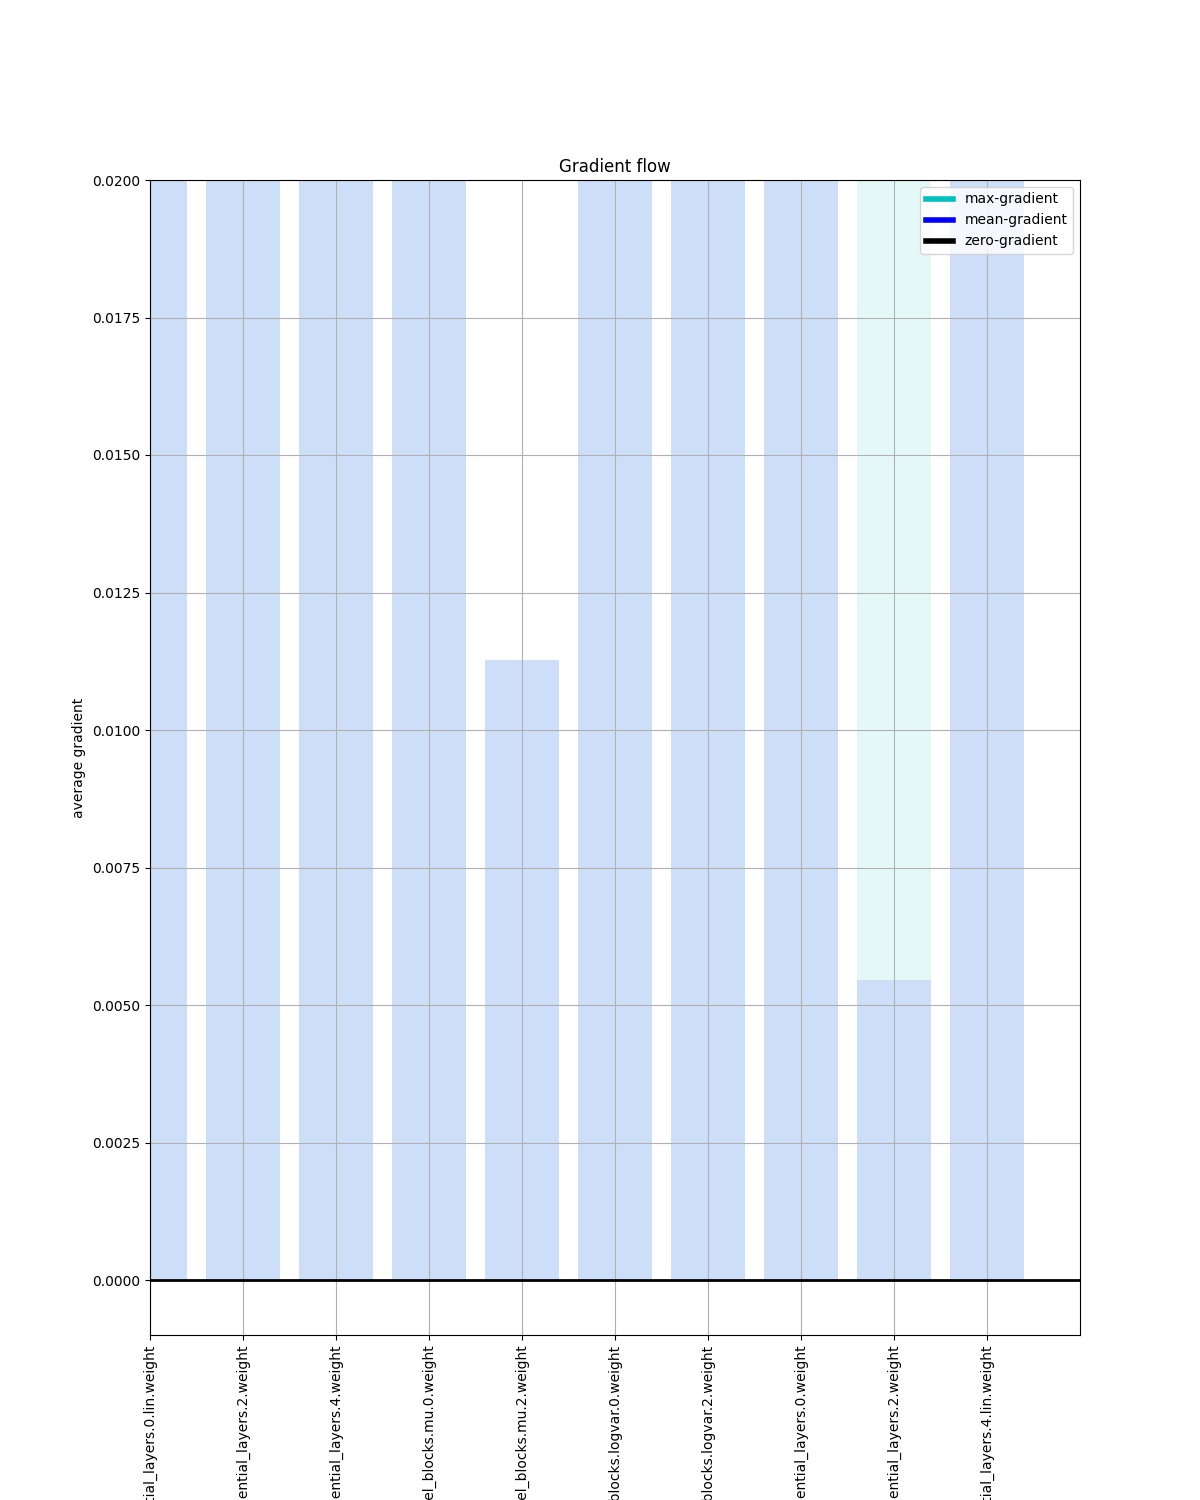 Gradient flow
max-gradient
mean-gradient
zero-gradient
0.0200
0.0175
0.0150
0.0125
0.0100
0.0075
0.0050
0.0025
0.0000
average gradient
tial_layers.0.lin.weight
ential_layers.2.weight
ential_layers.4.weight
el_blocks.mu.0.weight
el_blocks.mu.2.weight
blocks.logvar.0.weight
blocks.logvar.2.weight
ential_layers.0.weight
ential_layers.2.weight
tial_layers.4.lin.weight